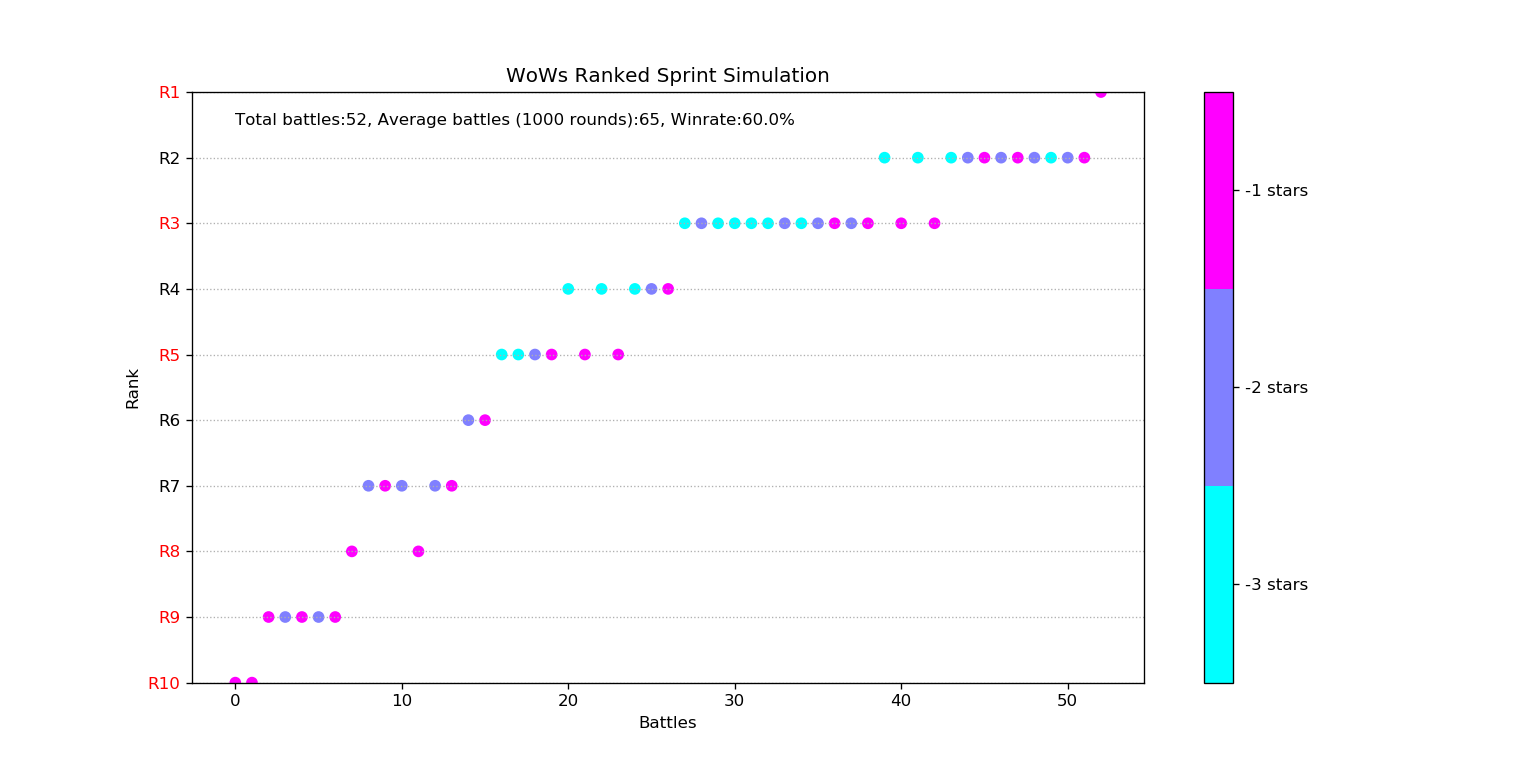 WoWs Ranked Sprint Simulation
Total battles:52, Average battles (1000 rounds):65, Winrate:60.0%
Rank
R1
R2
R3
R4
R5
R6
R7
R8
R9
R10
0 10 20 30 40 50
Battles
-1 stars
-2 stars
-3 stars